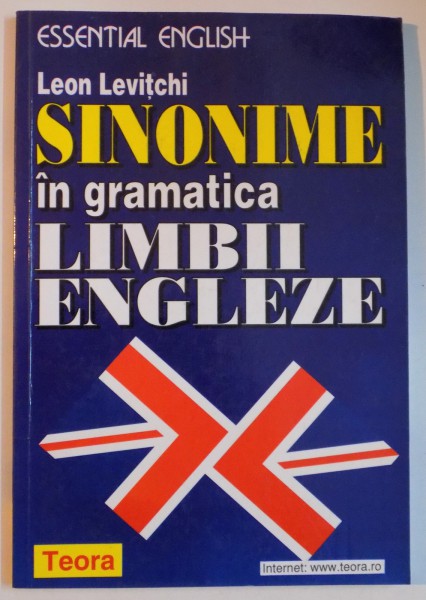 ESSENTIAL ENGLISH
Leon Levițchi
SINONIME
în gramatica
LIMBII
ENGLEZE
Teora
Internet: www.teora.ro